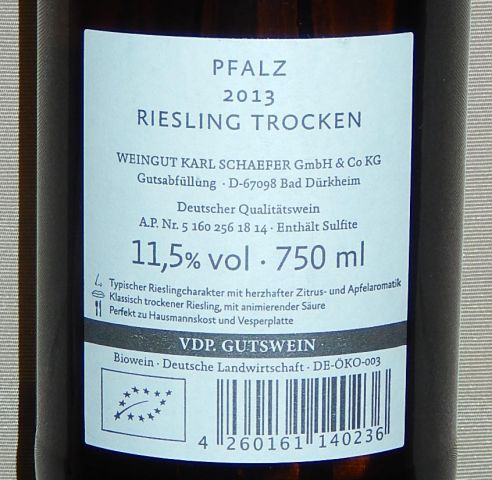 PFALZ
2013
RIESLING TROCKEN
WEINGUT KARL SCHAEFER GmbH & Co KG
Gutsabfüllung · D-67098 Bad Dürkheim
Deutscher Qualitätswein
A.P. Nr. 5 160 256 18 14 · Enthält Sulfite
11,5% vol · 750 ml
Typischer Rieslingcharakter mit herzhafter Zitrus- und Apfelaromatik
Klassisch trockener Riesling, mit animierender Säure
Perfekt zu Hausmannskost und Vesperplatte
VDP. GUTSWEIN
Biowein · Deutsche Landwirtschaft · DE-ÖKO-003
4 260161 140236